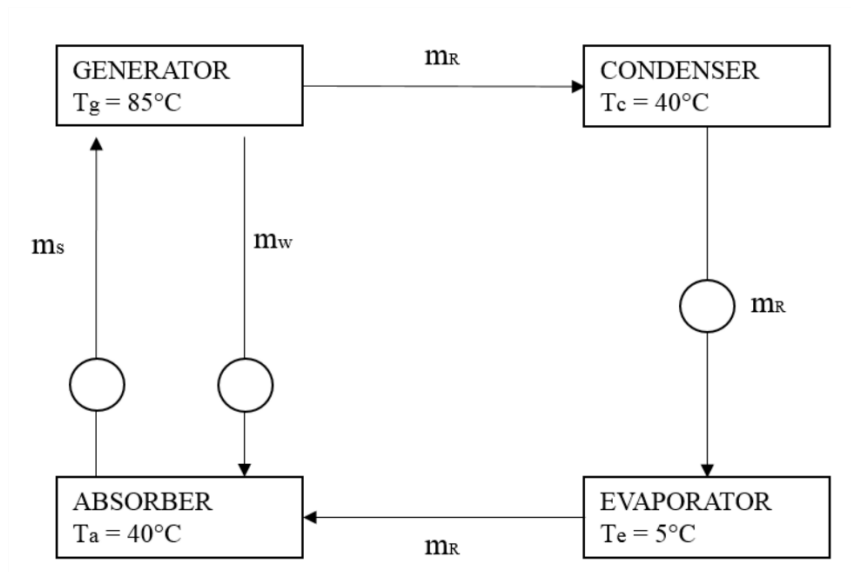 mR
GENERATOR
Tg = 85°C
CONDENSER
Tc = 40°C
ms
mw
mR
ABSORBER
Ta = 40°C
EVAPORATOR
Te = 5°C
mR